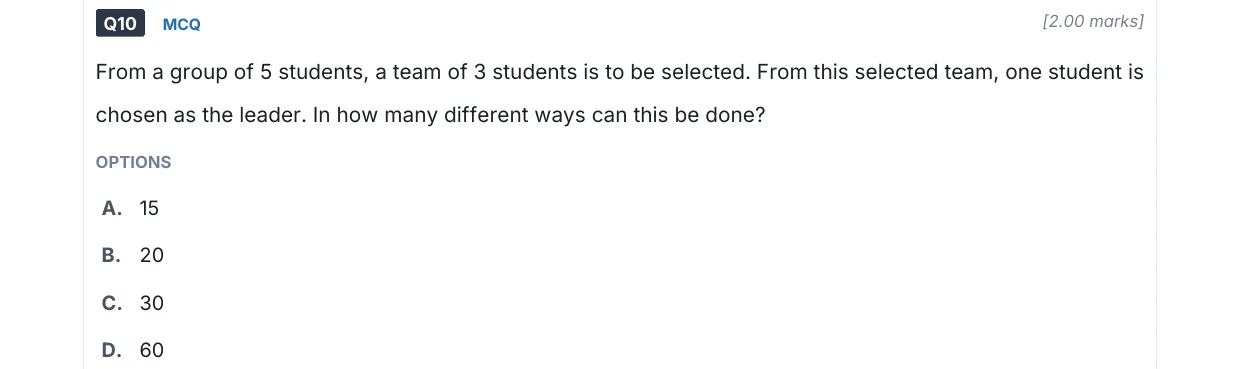 Q10 MCQ [2.00 marks]
From a group of 5 students, a team of 3 students is to be selected. From this selected team, one student is
chosen as the leader. In how many different ways can this be done?
OPTIONS
A. 15
B. 20
C. 30
D. 60